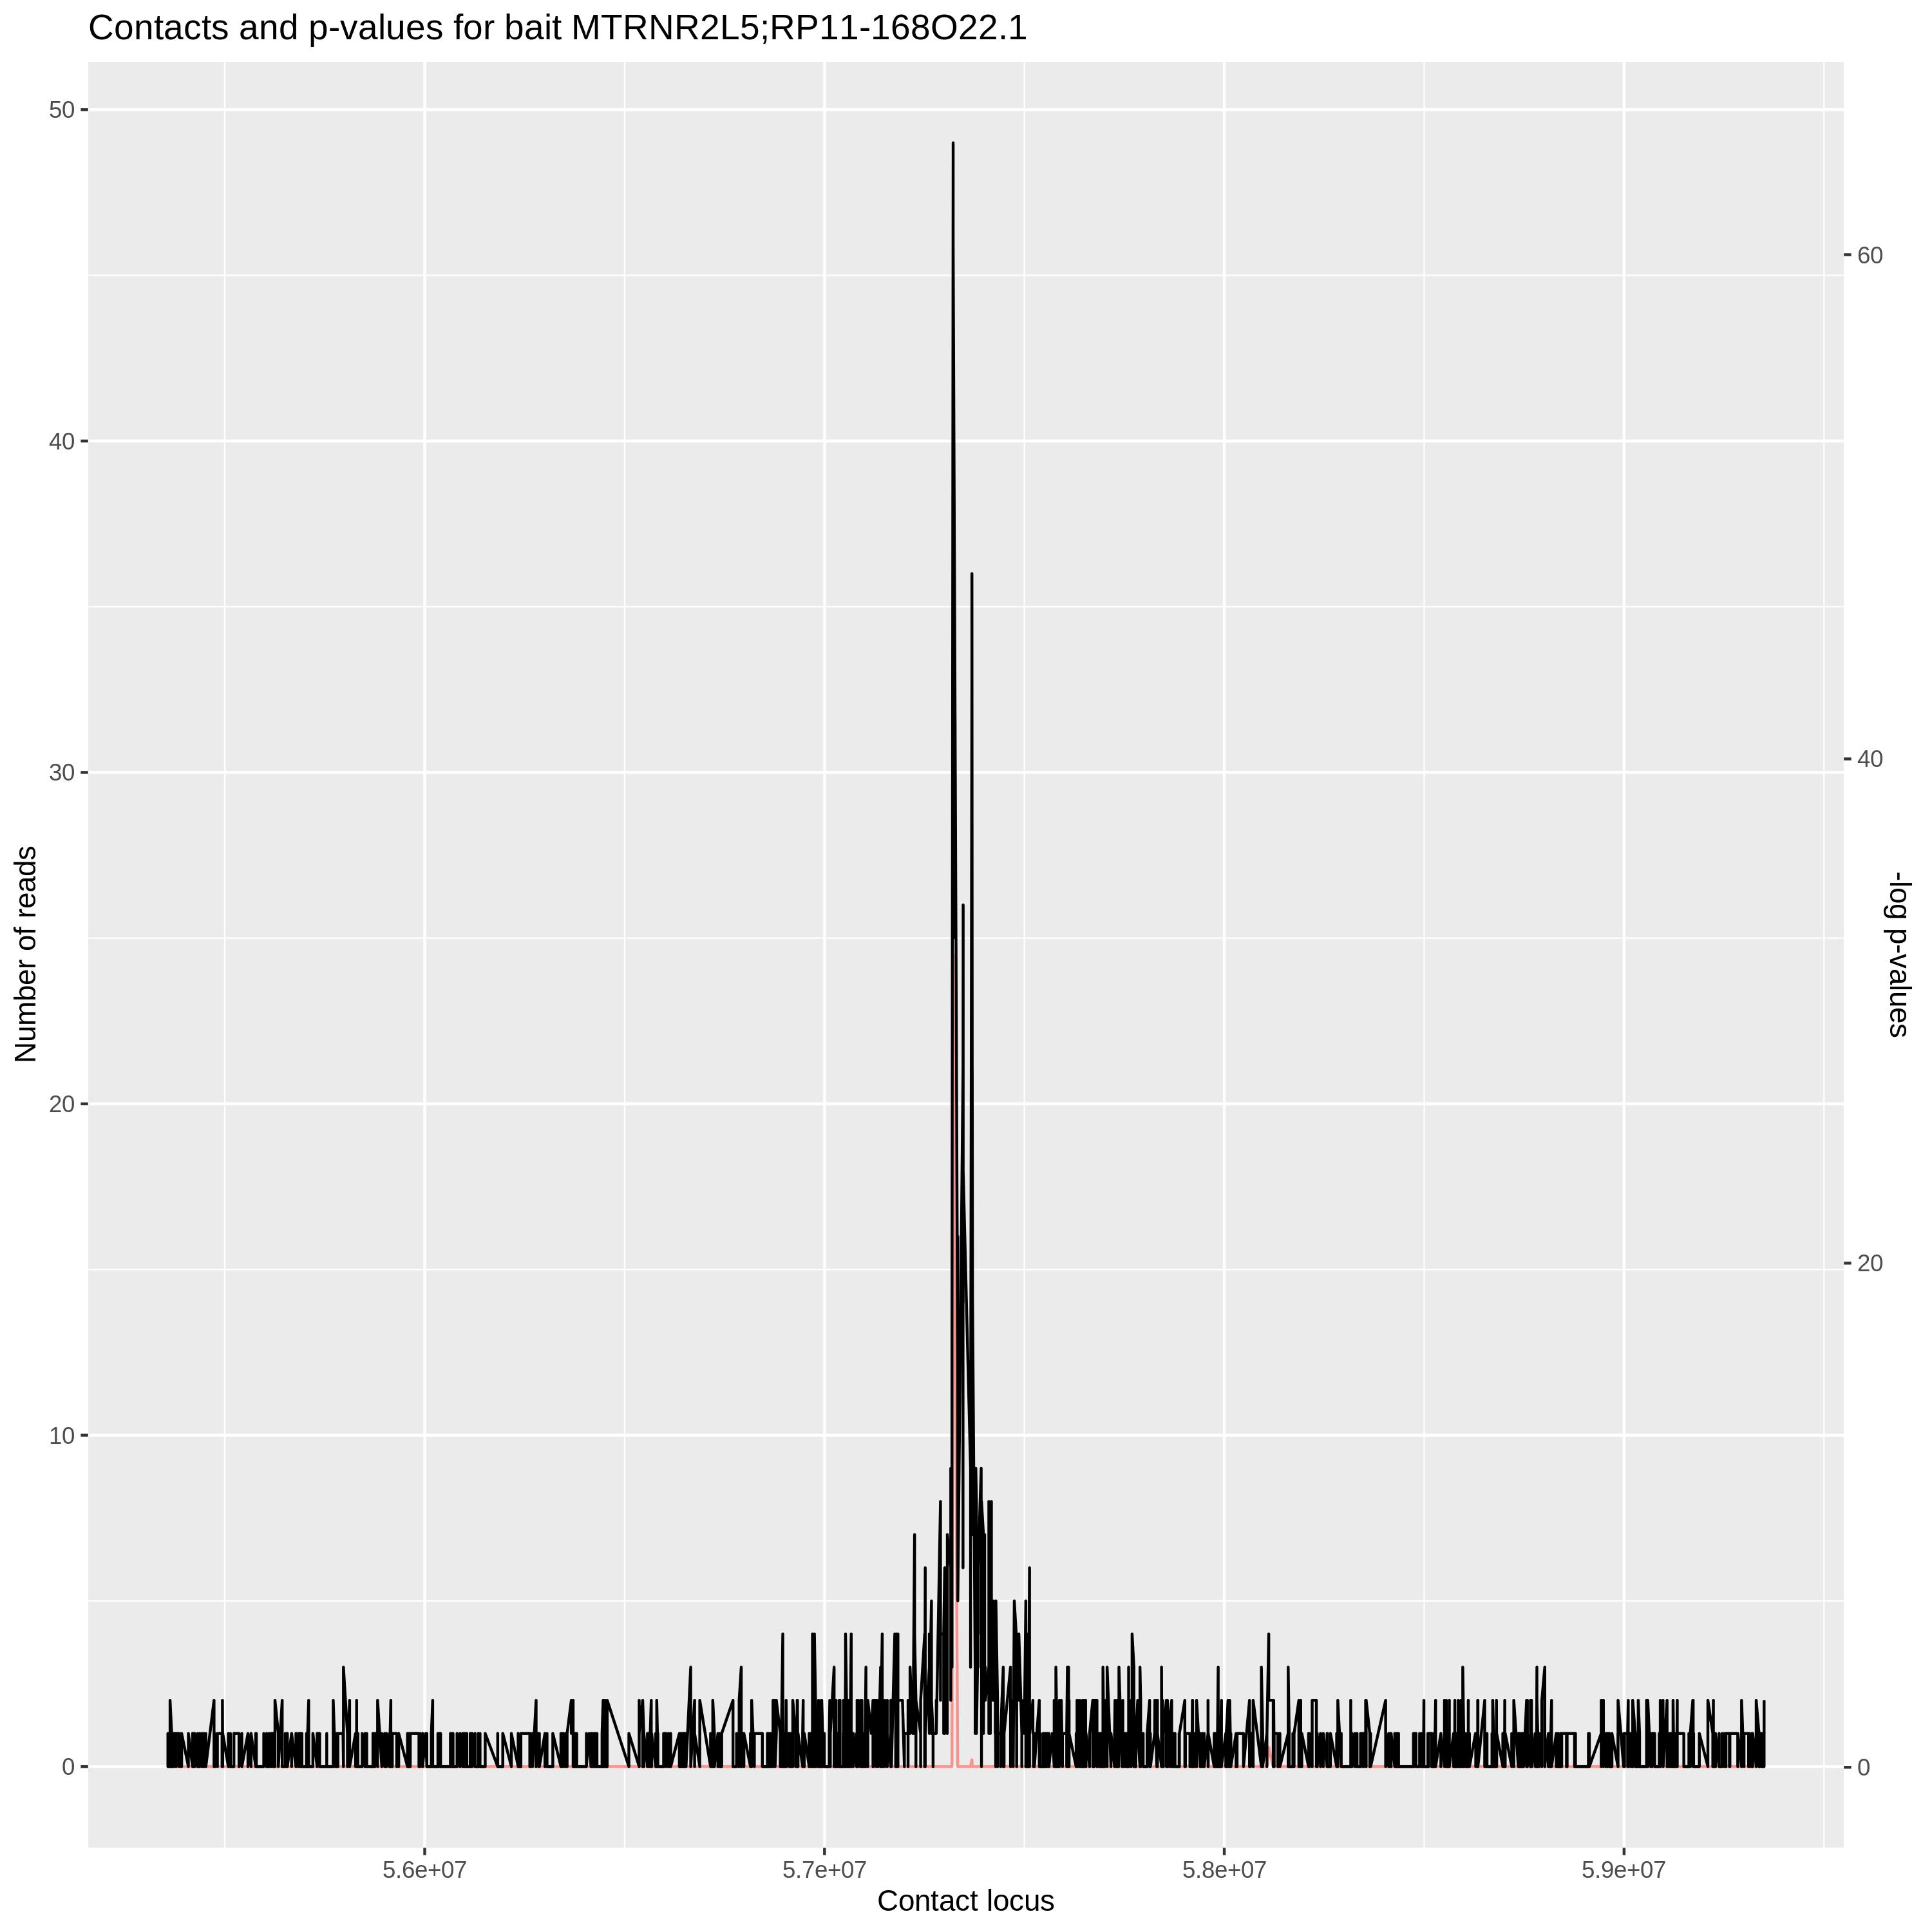 Contacts and p-values for bait MTRNR2L5;RP11-168O22.1
50
40
30
20
10
0
Number of reads
60
40
20
0
-log p-values
5.6e+07 5.7e+07 5.8e+07 5.9e+07
Contact locus